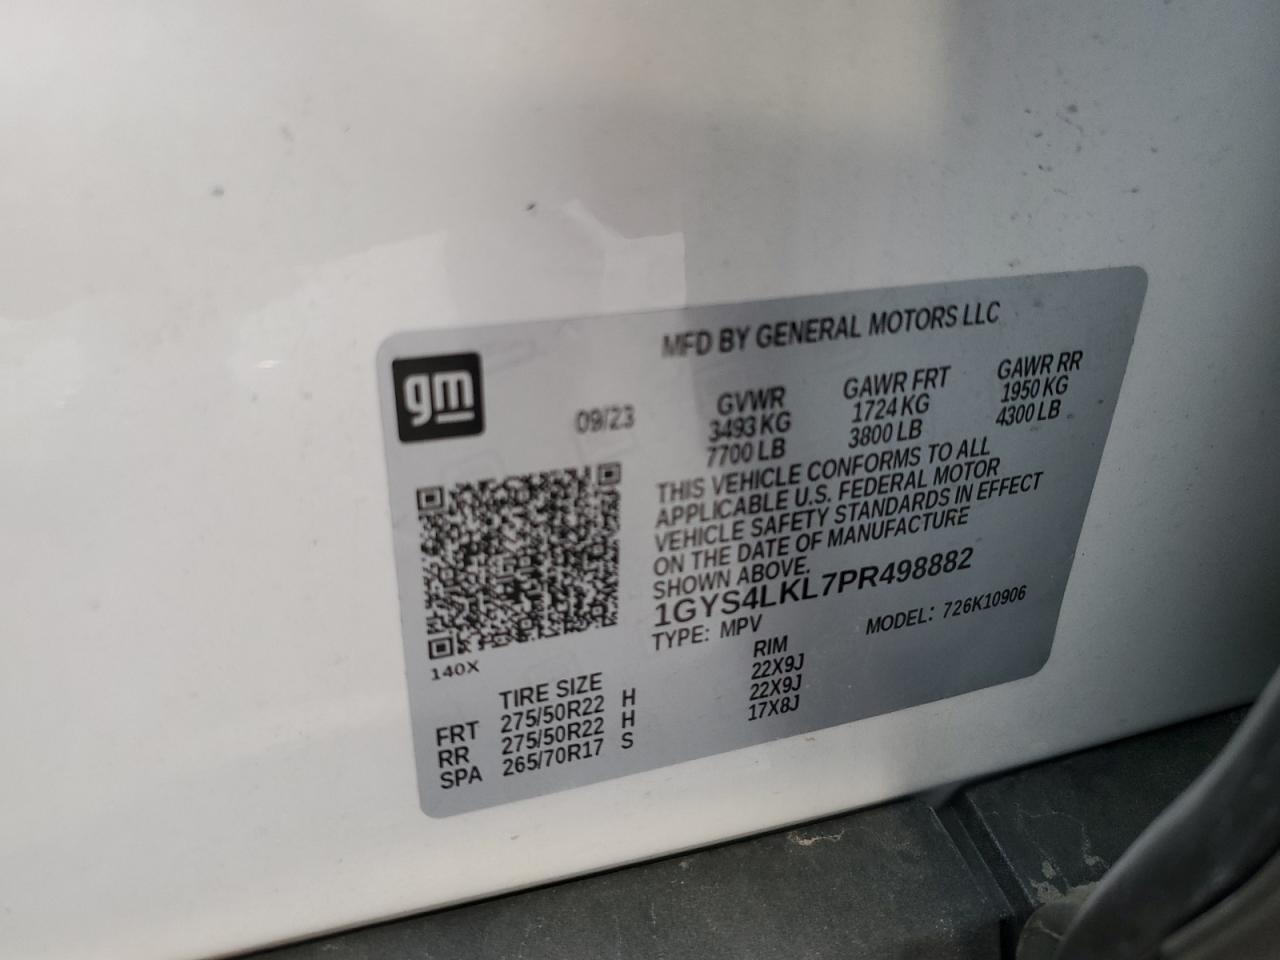 MFD BY GENERAL MOTORS LLC
gm
09/23
GVWR GAWR FRT GAWR RR
3493 KG 1724 KG 1950 KG
7700 LB 3800 LB 4300 LB
THIS VEHICLE CONFORMS TO ALL
APPLICABLE U.S. FEDERAL MOTOR
VEHICLE SAFETY STANDARDS IN EFFECT
ON THE DATE OF MANUFACTURE
SHOWN ABOVE.
1GYS4LKL7PR498882
TYPE: MPV MODEL: 726K10906
140X
TIRE SIZE RIM
FRT 275/50R22 H 22X9J
RR 275/50R22 H 22X9J
SPA 265/70R17 S 17X8J